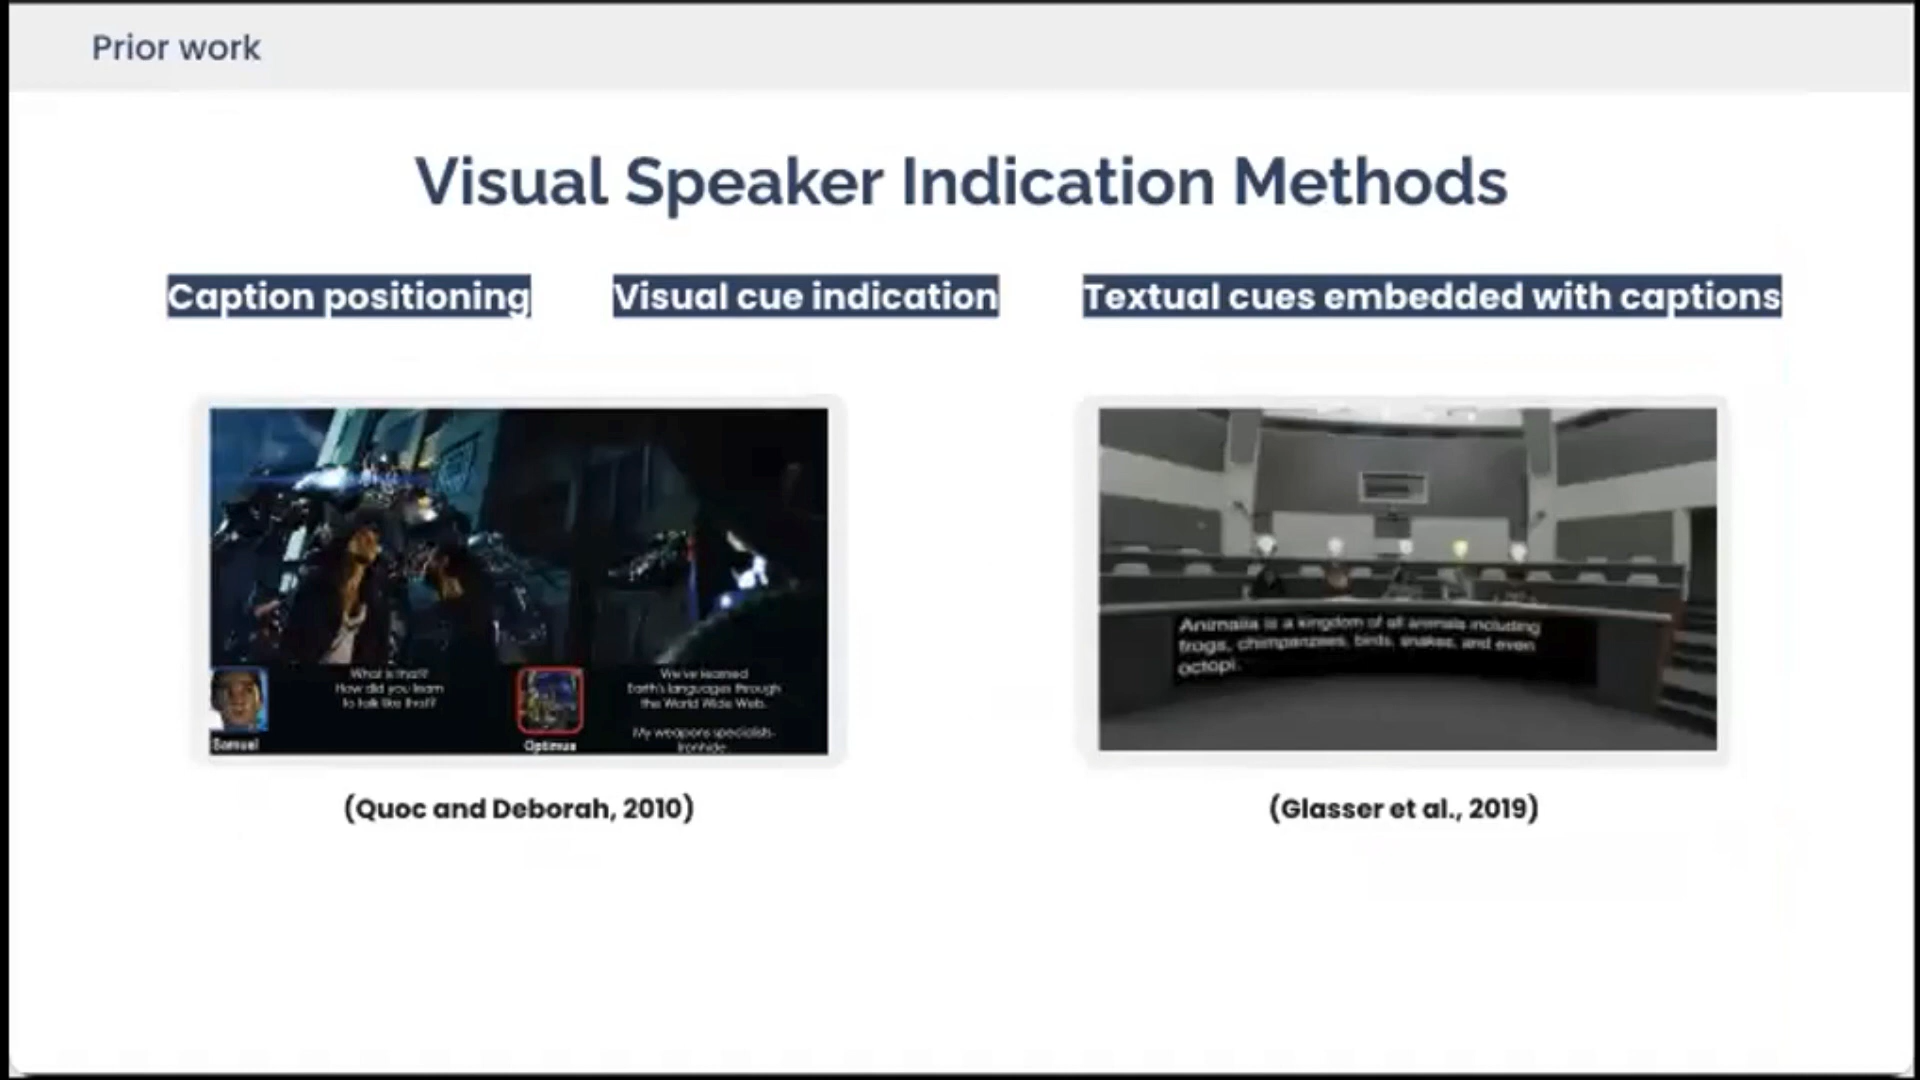 Prior work
Visual Speaker Indication Methods
Caption positioning
Visual cue indication
Textual cues embedded with captions
What is that?
How did you learn
to talk like that?
Samuel
Optimus
We've learned
Earth's languages through
the World Wide Web.
My weapons specialists-
Ironhide.
Animalia is a kingdom of all animals including
frogs, chimpanzees, birds, snakes, and even
octopi.
(Quoc and Deborah, 2010)
(Glasser et al., 2019)